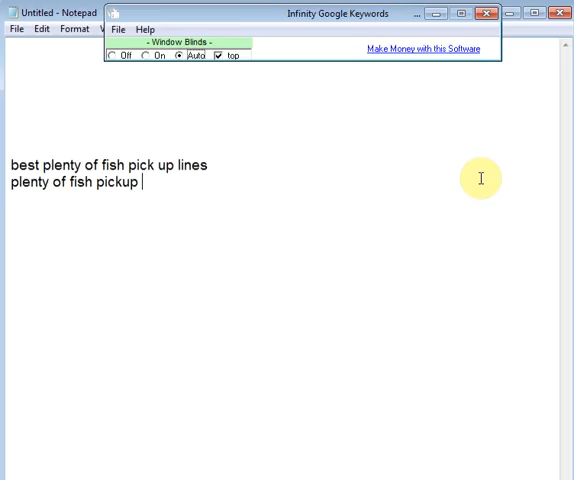 Untitled - Notepad
Infinity Google Keywords
...
File Edit Format
File Help
- Window Blinds -
Off On Auto top
Make Money with this Software
best plenty of fish pick up lines
plenty of fish pickup